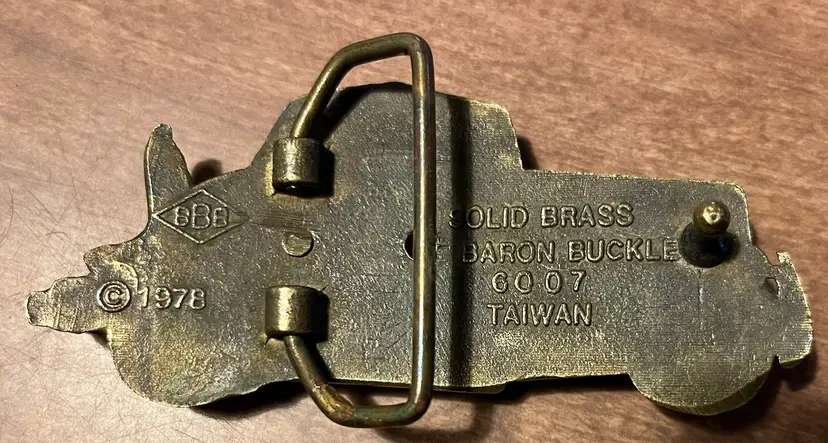 BBB
© 1978
SOLID BRASS
BARON BUCKLE
6007
TAIWAN